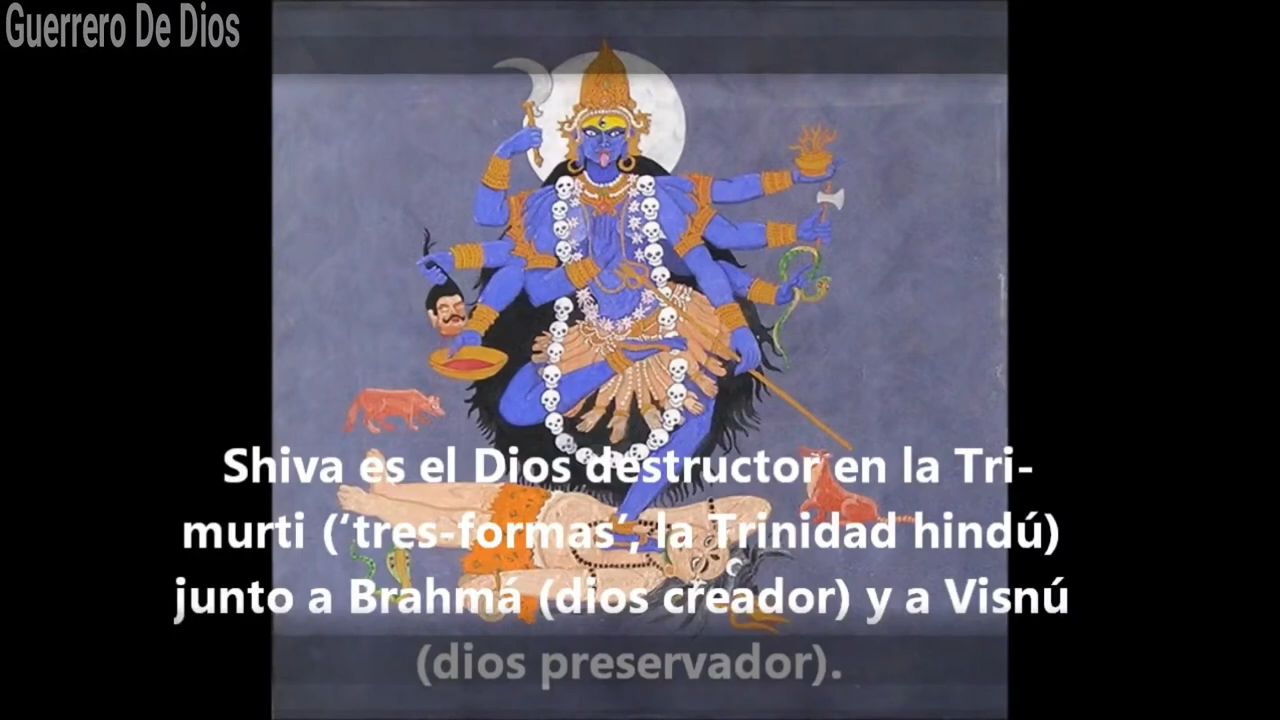 Guerrero De Dios
Shiva es el Dios destructor en la Tri-
murti (‘tres-formas’, la Trinidad hindú)
junto a Brahmá (dios creador) y a Visnú
(dios preservador).